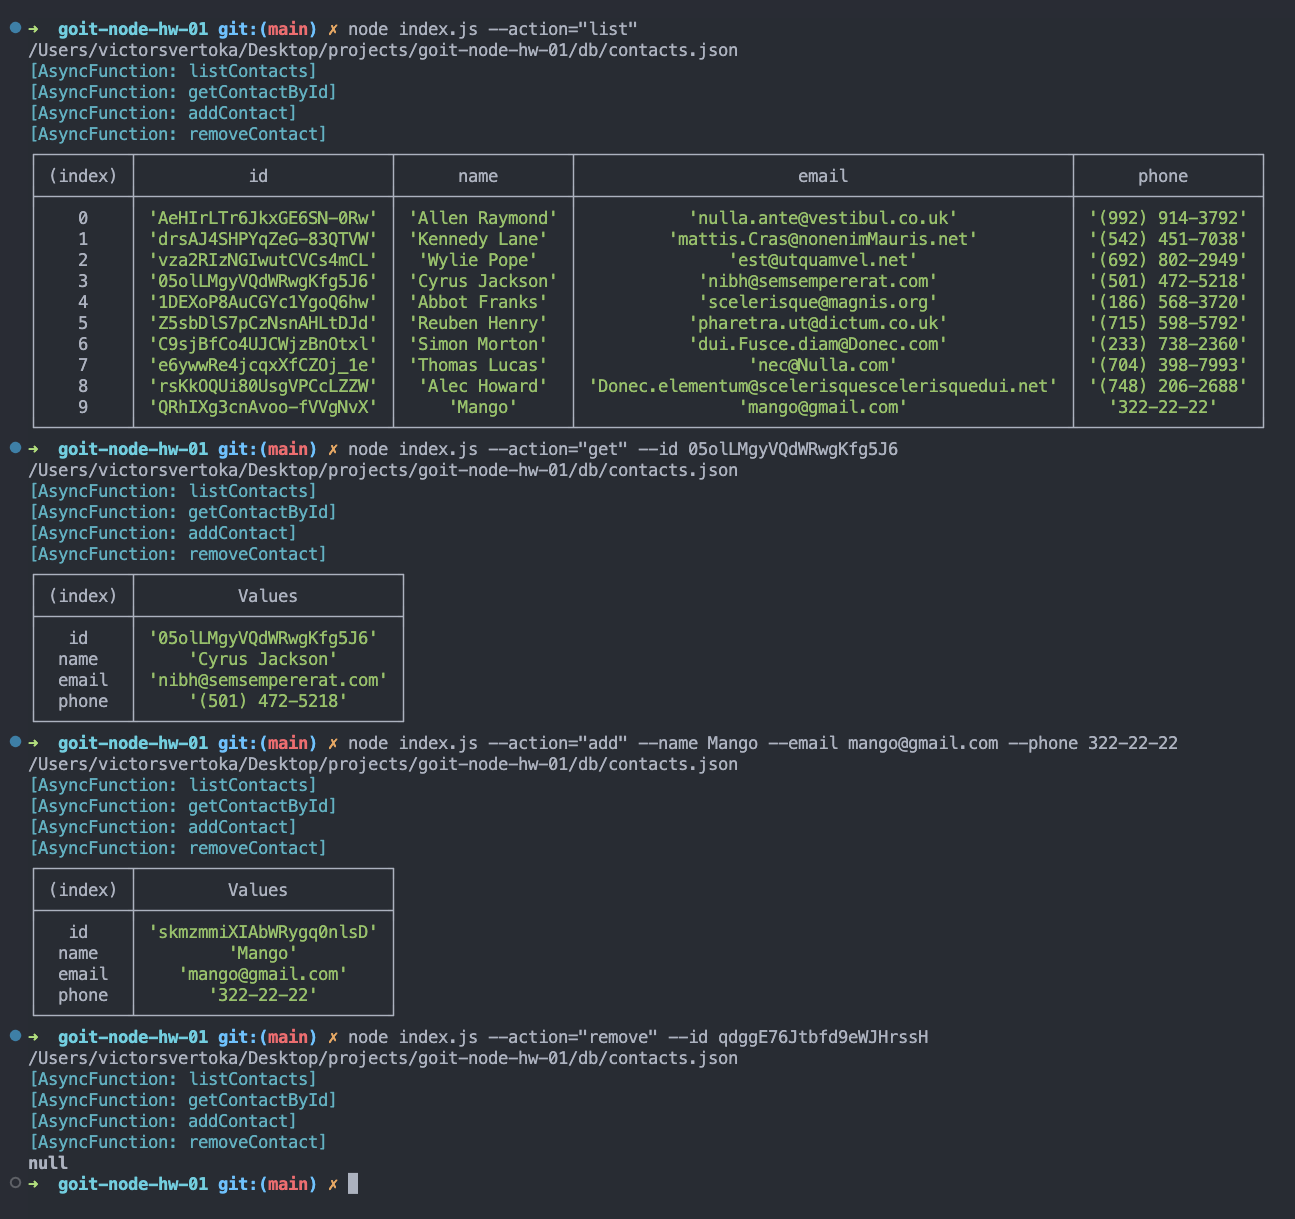 ➜  goit-node-hw-01 git:(main) ✗ node index.js --action="list"
/Users/victorsvertoka/Desktop/projects/goit-node-hw-01/db/contacts.json
[AsyncFunction: listContacts]
[AsyncFunction: getContactById]
[AsyncFunction: addContact]
[AsyncFunction: removeContact]
(index) id name email phone
0 'AeHIrLTr6JkxGE6SN-0Rw' 'Allen Raymond' 'nulla.ante@vestibul.co.uk' '(992) 914-3792'
1 'drsAJ4SHPYqZeG-83QTVW' 'Kennedy Lane' 'mattis.Cras@nonenimMauris.net' '(542) 451-7038'
2 'vza2RIzNGIwutCVCs4mCL' 'Wylie Pope' 'est@utquamvel.net' '(692) 802-2949'
3 '05olLMgyVQdWRwgKfg5J6' 'Cyrus Jackson' 'nibh@semsempererat.com' '(501) 472-5218'
4 '1DEXoP8AuCGYc1YgoQ6hw' 'Abbot Franks' 'scelerisque@magnis.org' '(186) 568-3720'
5 'Z5sbDlS7pCzNsnAHLtDJd' 'Reuben Henry' 'pharetra.ut@dictum.co.uk' '(715) 598-5792'
6 'C9sjBfCo4UJCWjzBnOtxl' 'Simon Morton' 'dui.Fusce.diam@Donec.com' '(233) 738-2360'
7 'e6ywwRe4jcqxXfCZOj_1e' 'Thomas Lucas' 'nec@Nulla.com' '(704) 398-7993'
8 'rsKkOQUi80UsgVPCcLZZW' 'Alec Howard' 'Donec.elementum@scelerisquescelerisquedui.net' '(748) 206-2688'
9 'QRhIXg3cnAvoo-fVVgNvX' 'Mango' 'mango@gmail.com' '322-22-22'
➜  goit-node-hw-01 git:(main) ✗ node index.js --action="get" --id 05olLMgyVQdWRwgKfg5J6
/Users/victorsvertoka/Desktop/projects/goit-node-hw-01/db/contacts.json
[AsyncFunction: listContacts]
[AsyncFunction: getContactById]
[AsyncFunction: addContact]
[AsyncFunction: removeContact]
(index) Values
id '05olLMgyVQdWRwgKfg5J6'
name 'Cyrus Jackson'
email 'nibh@semsempererat.com'
phone '(501) 472-5218'
➜  goit-node-hw-01 git:(main) ✗ node index.js --action="add" --name Mango --email mango@gmail.com --phone 322-22-22
/Users/victorsvertoka/Desktop/projects/goit-node-hw-01/db/contacts.json
[AsyncFunction: listContacts]
[AsyncFunction: getContactById]
[AsyncFunction: addContact]
[AsyncFunction: removeContact]
(index) Values
id 'skmzmmiXIAbWRygq0nlsD'
name 'Mango'
email 'mango@gmail.com'
phone '322-22-22'
➜  goit-node-hw-01 git:(main) ✗ node index.js --action="remove" --id qdggE76Jtbfd9eWJHrssH
/Users/victorsvertoka/Desktop/projects/goit-node-hw-01/db/contacts.json
[AsyncFunction: listContacts]
[AsyncFunction: getContactById]
[AsyncFunction: addContact]
[AsyncFunction: removeContact]
null
➜  goit-node-hw-01 git:(main) ✗